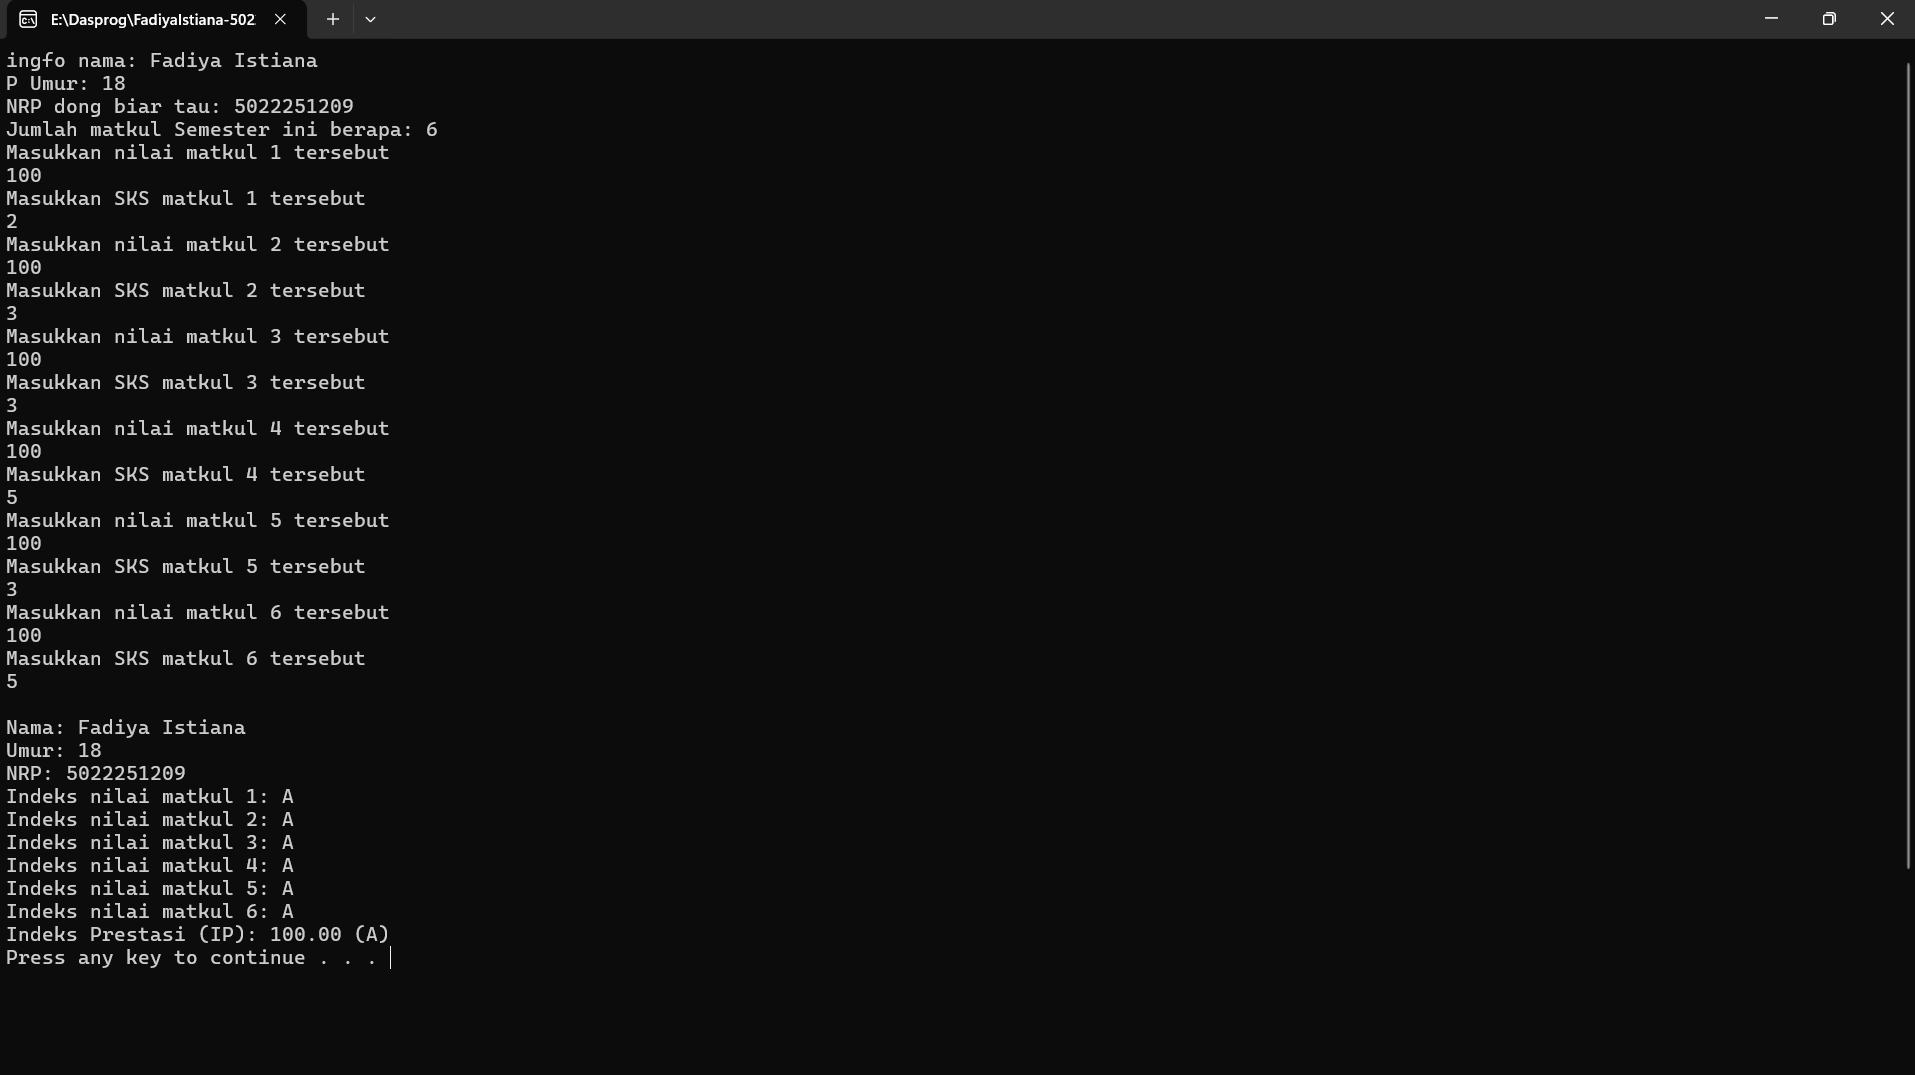 E:\Dasprog\FadiyaIstiana-502
ingfo nama: Fadiya Istiana
P Umur: 18
NRP dong biar tau: 5022251209
Jumlah matkul Semester ini berapa: 6
Masukkan nilai matkul 1 tersebut
100
Masukkan SKS matkul 1 tersebut
2
Masukkan nilai matkul 2 tersebut
100
Masukkan SKS matkul 2 tersebut
3
Masukkan nilai matkul 3 tersebut
100
Masukkan SKS matkul 3 tersebut
3
Masukkan nilai matkul 4 tersebut
100
Masukkan SKS matkul 4 tersebut
5
Masukkan nilai matkul 5 tersebut
100
Masukkan SKS matkul 5 tersebut
3
Masukkan nilai matkul 6 tersebut
100
Masukkan SKS matkul 6 tersebut
5
Nama: Fadiya Istiana
Umur: 18
NRP: 5022251209
Indeks nilai matkul 1: A
Indeks nilai matkul 2: A
Indeks nilai matkul 3: A
Indeks nilai matkul 4: A
Indeks nilai matkul 5: A
Indeks nilai matkul 6: A
Indeks Prestasi (IP): 100.00 (A)
Press any key to continue . . .